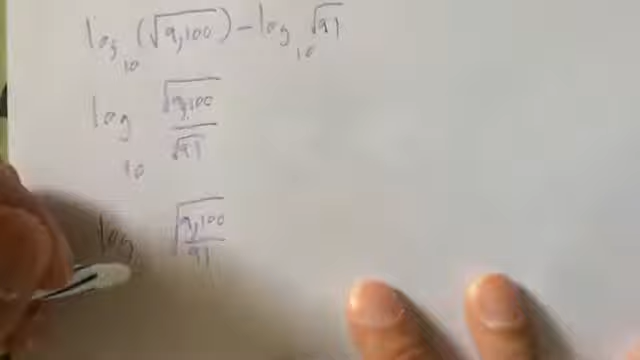 log₁₀(√9,100) - log₁₀ √91
log₁₀ √9,100 / √91
log √(9,100 / 91)